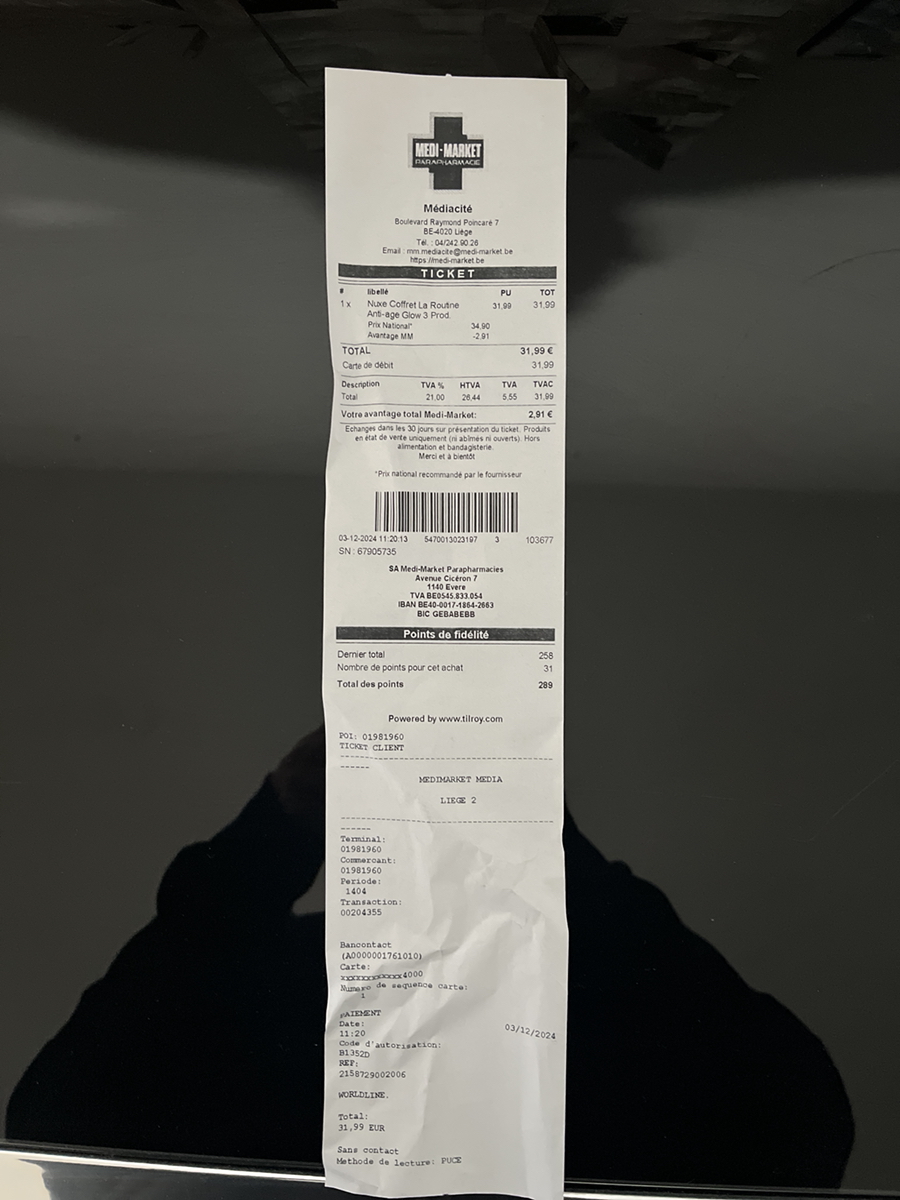 MEDI-MARKET
PARAPHARMACIE
Médiacité
Boulevard Raymond Poincaré 7
BE-4020 Liège
Tél. : 04/242.90.26
Email : mm.mediacite@medi-market.be
https://medi-market.be
TICKET
# libellé PU TOT
1 x Nuxe Coffret La Routine 31,99 31,99
Anti-age Glow 3 Prod.
Prix National* 34,90
Avantage MM -2,91
TOTAL 31,99 €
Carte de débit 31,99
Description TVA % HTVA TVA TVAC
Total 21,00 26,44 5,55 31,99
Votre avantage total Medi-Market: 2,91 €
Echanges dans les 30 jours sur présentation du ticket. Produits
en état de vente uniquement (ni abîmés ni ouverts). Hors
alimentation et bandagisterie.
Merci et à bientôt
*Prix national recommandé par le fournisseur
03-12-2024 11:20:13 5470013023197 3 103677
SN : 67905735
SA Medi-Market Parapharmacies
Avenue Cicéron 7
1140 Evere
TVA BE0545.833.054
IBAN BE40-0017-1864-2663
BIC GEBABEBB
Points de fidélité
Dernier total 258
Nombre de points pour cet achat 31
Total des points 289
Powered by www.tilroy.com
POI: 01981960
TICKET CLIENT
MEDIMARKET MEDIA
LIEGE 2
Terminal:
01981960
Commercant:
01981960
Periode:
1404
Transaction:
00204355
Bancontact
(A0000001761010)
Carte:
xxxxxxxxxxxx4000
Numero de sequence carte:
1
PAIEMENT
Date: 03/12/2024
11:20
Code d'autorisation:
B1352D
REF:
2158729002006
WORLDLINE.
Total:
31,99 EUR
Sans contact
Methode de lecture: PUCE